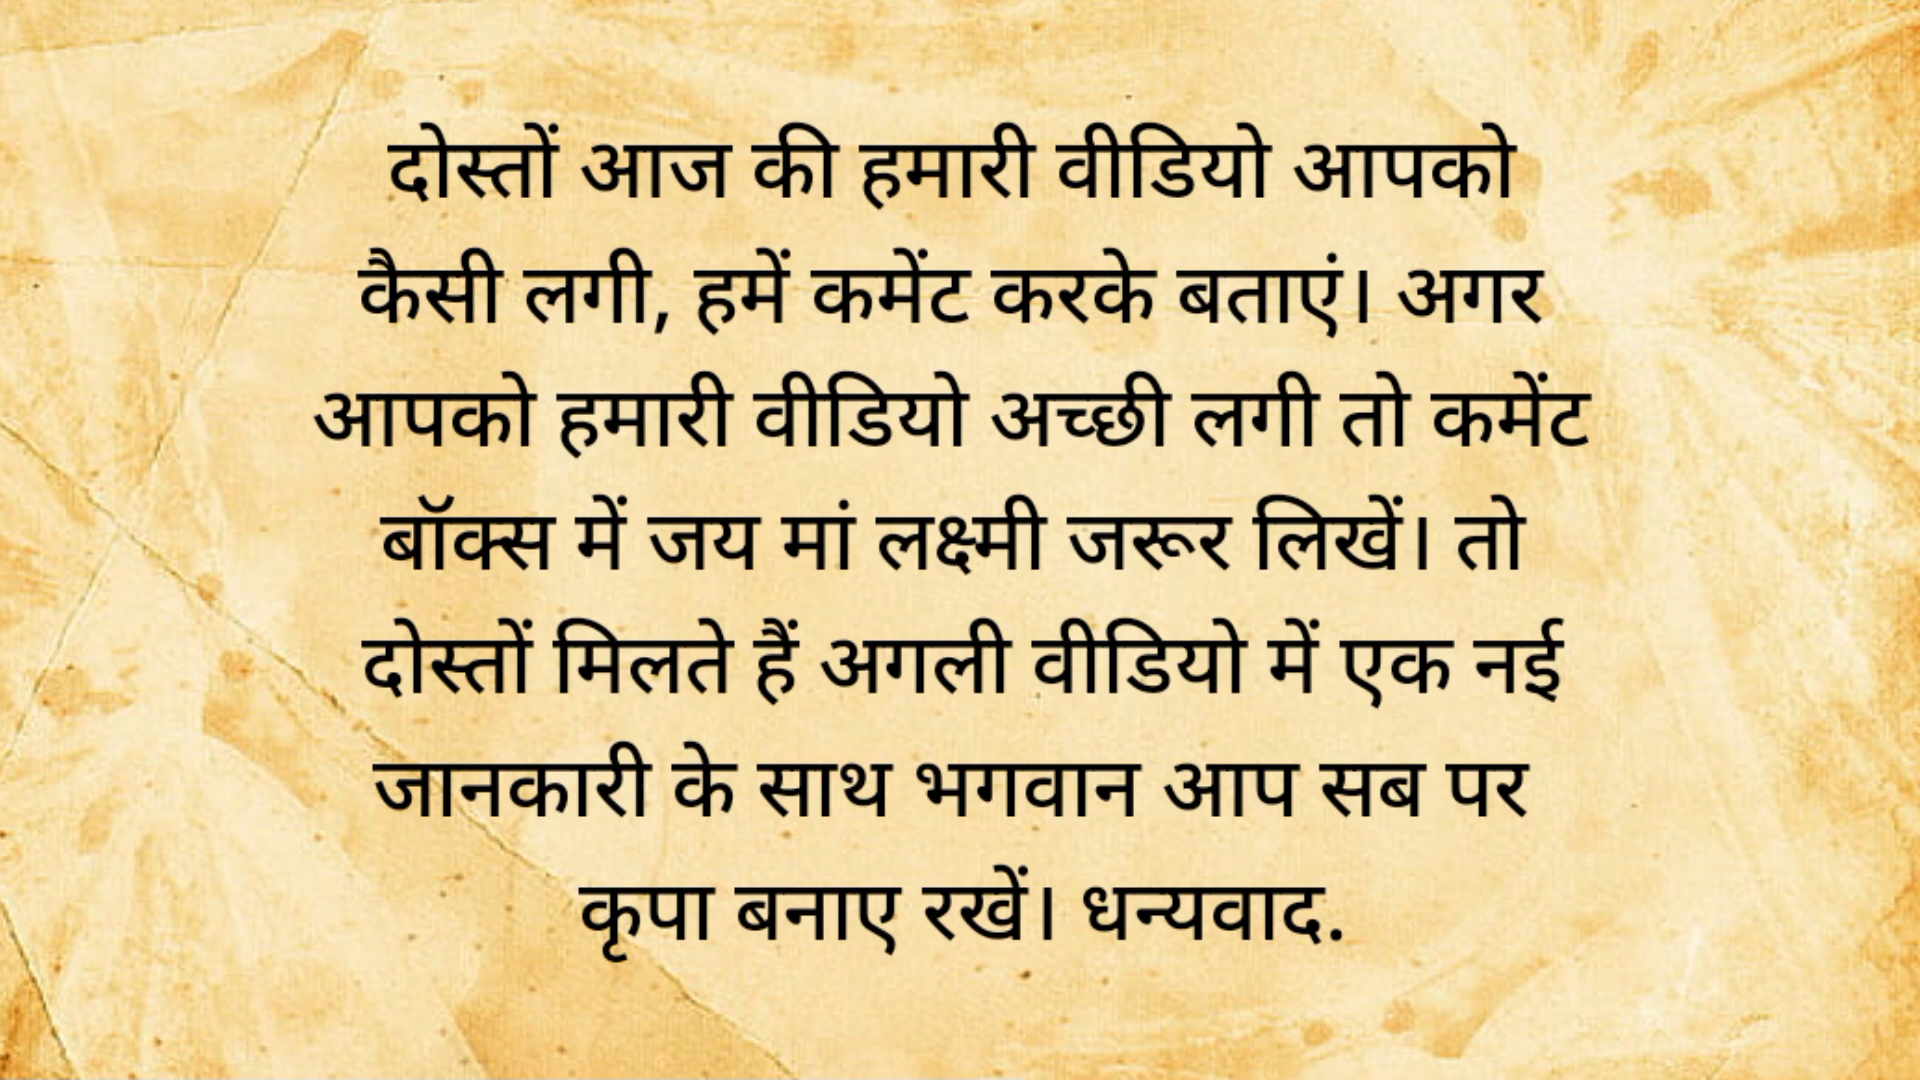 दोस्तों आज की हमारी वीडियो आपको
कैसी लगी, हमें कमेंट करके बताएं। अगर
आपको हमारी वीडियो अच्छी लगी तो कमेंट
बॉक्स में जय मां लक्ष्मी जरूर लिखें। तो
दोस्तों मिलते हैं अगली वीडियो में एक नई
जानकारी के साथ भगवान आप सब पर
कृपा बनाए रखें। धन्यवाद.